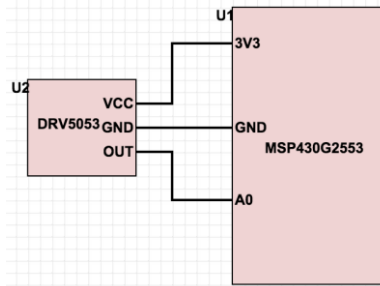 U1
3V3
U2
VCC
DRV5053
GND
GND
MSP430G2553
OUT
A0